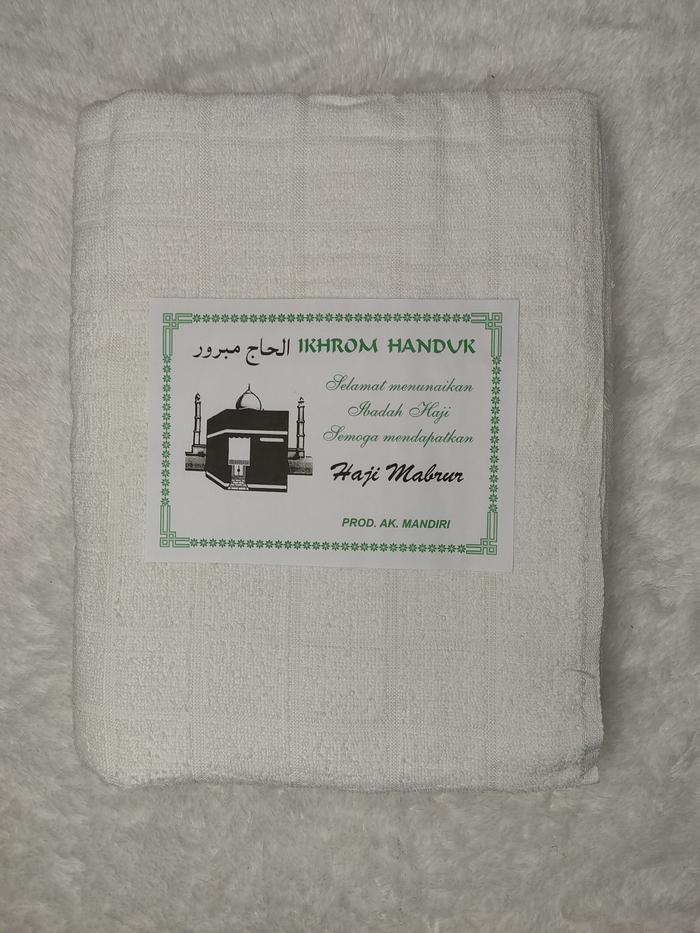 الحاج مبرور IKHROM HANDUK
Selamat menunaikan
Ibadah Haji
Semoga mendapatkan
Haji Mabrur
PROD. AK. MANDIRI